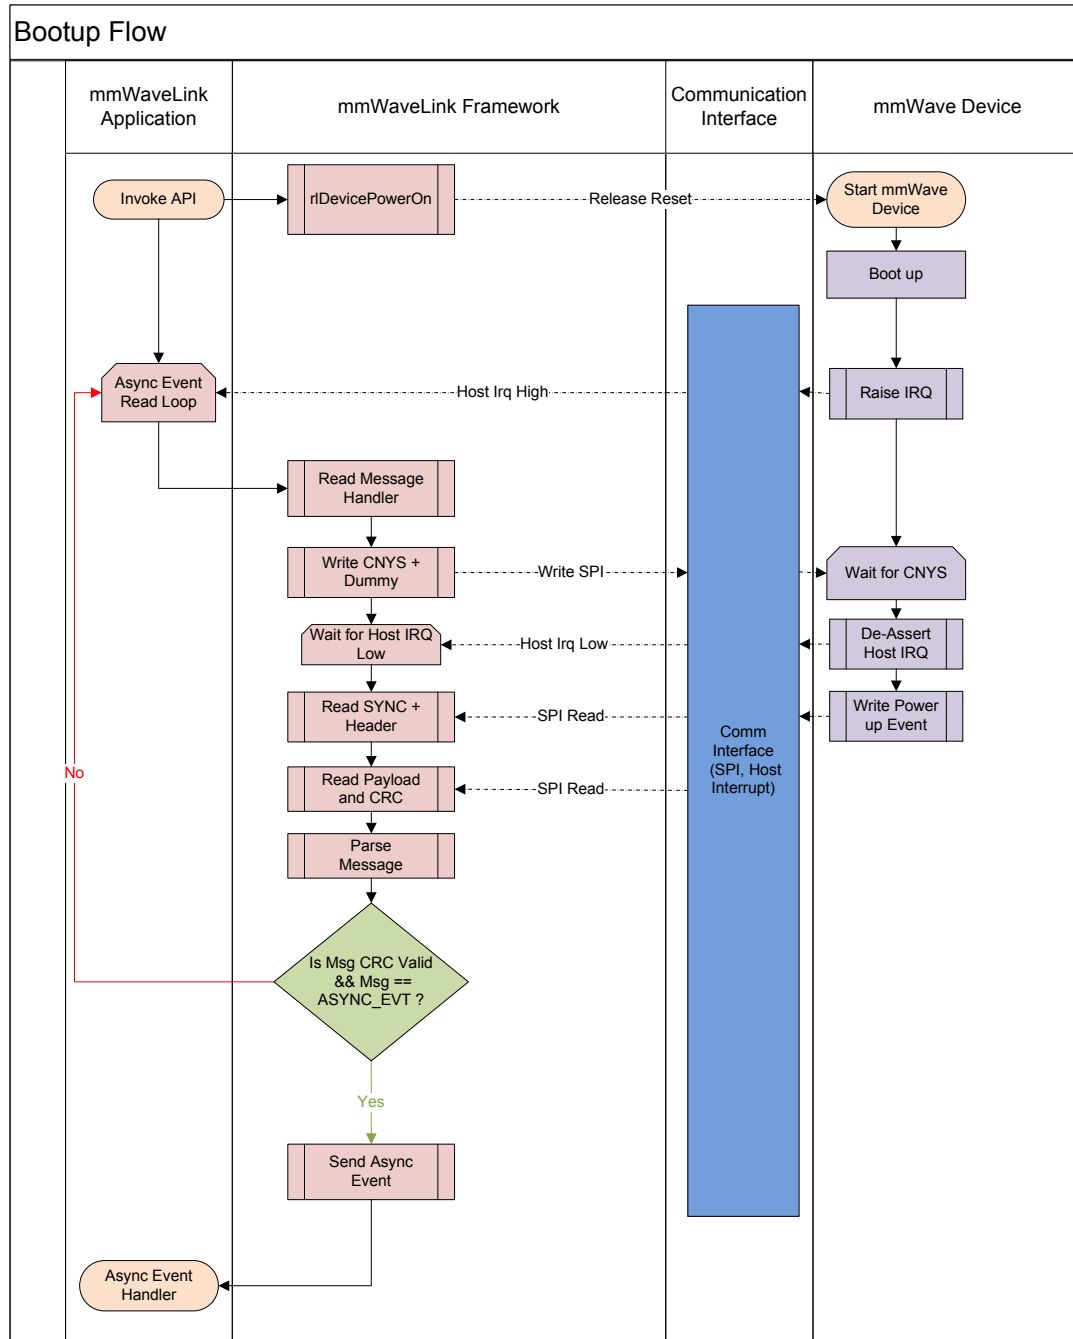 Bootup Flow
mmWaveLink
Application
mmWaveLink Framework
Communication
Interface
mmWave Device
Invoke API
rlDevicePowerOn
Release Reset
Start mmWave
Device
Boot up
Async Event
Read Loop
Host Irq High
Raise IRQ
Read Message
Handler
Write CNYS +
Dummy
Write SPI
Wait for CNYS
Wait for Host IRQ
Low
Host Irq Low
De-Assert
Host IRQ
Read SYNC +
Header
SPI Read
Write Power
up Event
Comm
Interface
(SPI, Host
Interrupt)
No
Read Payload
and CRC
SPI Read
Parse
Message
Is Msg CRC Valid
&& Msg ==
ASYNC_EVT ?
Yes
Send Async
Event
Async Event
Handler